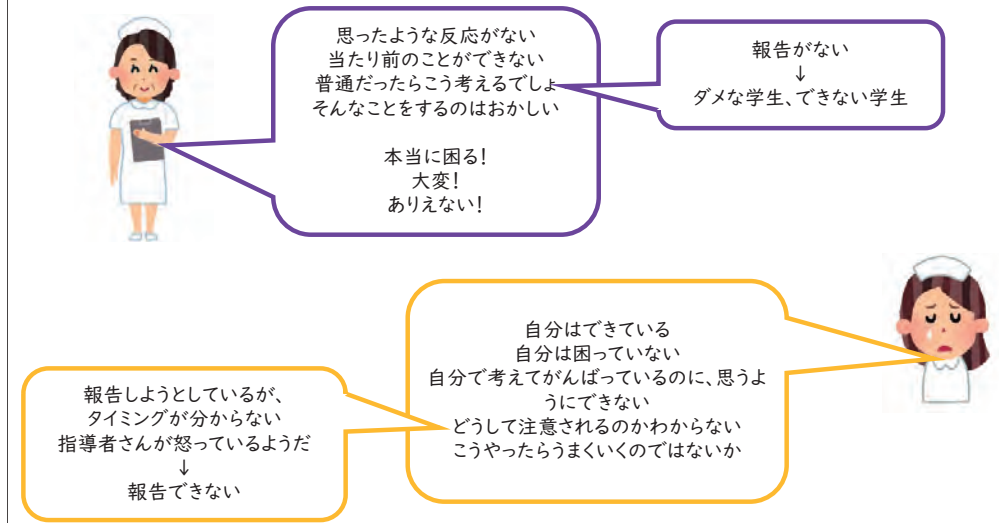 思ったような反応がない
当たり前のことができない
普通だったらこう考えるでしょ
そんなことをするのはおかしい
本当に困る！
大変！
ありえない！
報告がない
↓
ダメな学生、できない学生
自分はできている
自分は困っていない
自分で考えてがんばっているのに、思うよ
うにできない
どうして注意されるのかわからない
こうやったらうまくいくのではないか
報告しようとしているが、
タイミングが分からない
指導者さんが怒っているようだ
↓
報告できない